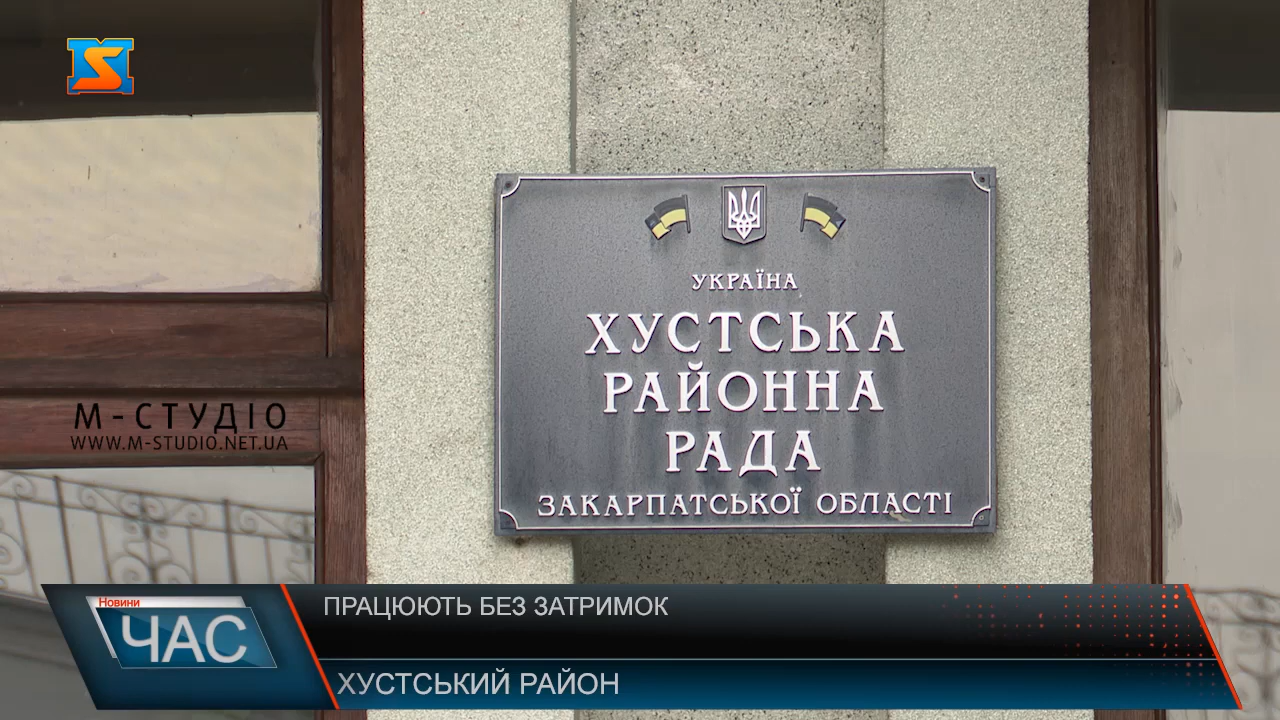 УКРАЇНА
ХУСТСЬКА
РАЙОННА
РАДА
ЗАКАРПАТСЬКОЇ ОБЛАСТІ
М-СТУДІО
WWW.M-STUDIO.NET.UA
Новини
ЧАС
ПРАЦЮЮТЬ БЕЗ ЗАТРИМОК
ХУСТСЬКИЙ РАЙОН